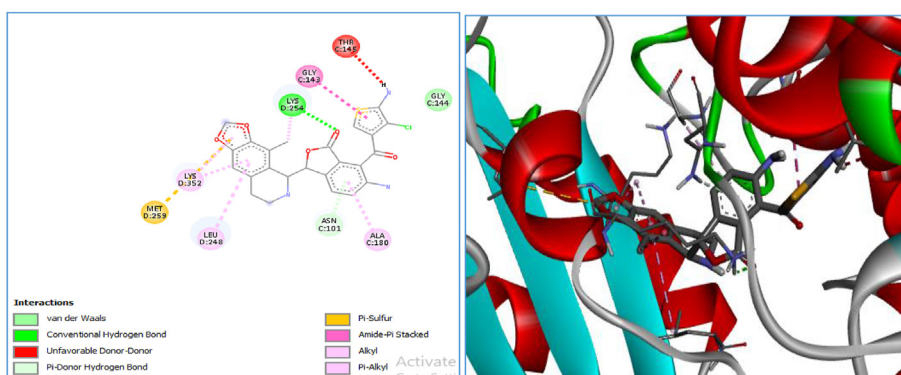 THR
C:145
GLY
C:143
LYS
D:254
GLY
C:144
H
N
Cl
O
O
O
O
O
N
LYS
D:352
N
MET
D:259
ASN
C:101
LEU
D:248
ALA
C:180
Interactions
van der Waals
Conventional Hydrogen Bond
Unfavorable Donor-Donor
Pi-Donor Hydrogen Bond
Pi-Sulfur
Amide-Pi Stacked
Alkyl
Pi-Alkyl
Activate